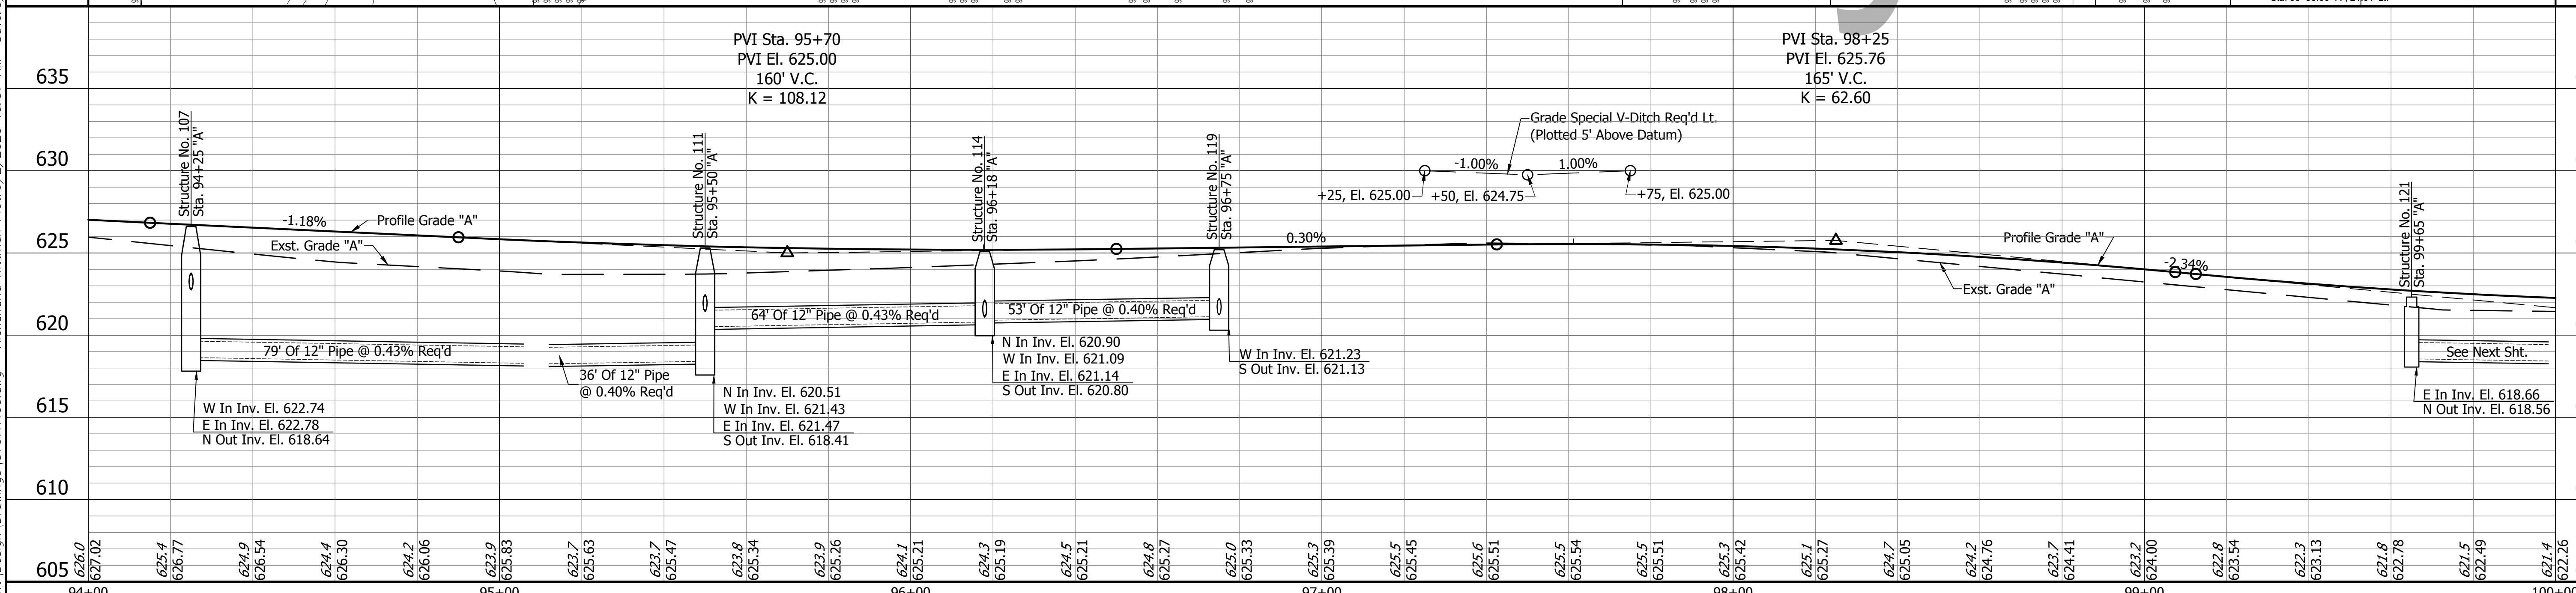 PVI Sta. 95+70
PVI El. 625.00
160' V.C.
K = 108.12
PVI Sta. 98+25
PVI El. 625.76
165' V.C.
K = 62.60
635
630
625
620
615
610
605
Structure No. 107
Sta. 94+25 "A"
Structure No. 111
Sta. 95+50 "A"
Structure No. 114
Sta. 96+18 "A"
Structure No. 119
Sta. 96+75 "A"
Structure No. 121
Sta. 99+65 "A"
Grade Special V-Ditch Req'd Lt.
(Plotted 5' Above Datum)
-1.00%
1.00%
+25, El. 625.00
+50, El. 624.75
+75, El. 625.00
-1.18%
Profile Grade "A"
Exst. Grade "A"
0.30%
Profile Grade "A"
-2.34%
Exst. Grade "A"
79' Of 12" Pipe @ 0.43% Req'd
36' Of 12" Pipe
@ 0.40% Req'd
64' Of 12" Pipe @ 0.43% Req'd
53' Of 12" Pipe @ 0.40% Req'd
See Next Sht.
W In Inv. El. 622.74
E In Inv. El. 622.78
N Out Inv. El. 618.64
N In Inv. El. 620.51
W In Inv. El. 621.43
E In Inv. El. 621.47
S Out Inv. El. 618.41
N In Inv. El. 620.90
W In Inv. El. 621.09
E In Inv. El. 621.14
S Out Inv. El. 620.80
W In Inv. El. 621.23
S Out Inv. El. 621.13
E In Inv. El. 618.66
N Out Inv. El. 618.56
626.0
627.02
625.4
626.77
624.9
626.54
624.4
626.30
624.2
626.06
623.9
625.83
623.7
625.63
623.7
625.47
623.8
625.34
623.9
625.26
624.1
625.21
624.3
625.19
624.5
625.21
624.8
625.27
625.0
625.33
625.3
625.39
625.5
625.45
625.6
625.51
625.5
625.54
625.5
625.51
625.3
625.42
625.1
625.27
624.7
625.05
624.2
624.76
623.7
624.41
623.2
624.00
622.8
623.54
622.3
623.13
621.8
622.78
621.5
622.49
621.4
622.26
94+00
95+00
96+00
97+00
98+00
99+00
100+00